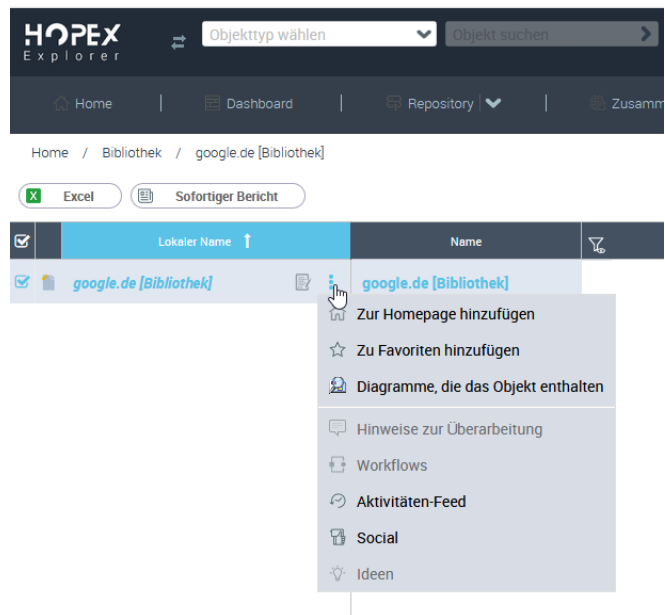 HOPEX
Explorer
Objekttyp wählen
Objekt suchen
Home | Dashboard | Repository | Zusamm
Home / Bibliothek / google.de [Bibliothek]
Excel
Sofortiger Bericht
Lokaler Name
Name
google.de [Bibliothek]
google.de [Bibliothek]
Zur Homepage hinzufügen
Zu Favoriten hinzufügen
Diagramme, die das Objekt enthalten
Hinweise zur Überarbeitung
Workflows
Aktivitäten-Feed
Social
Ideen